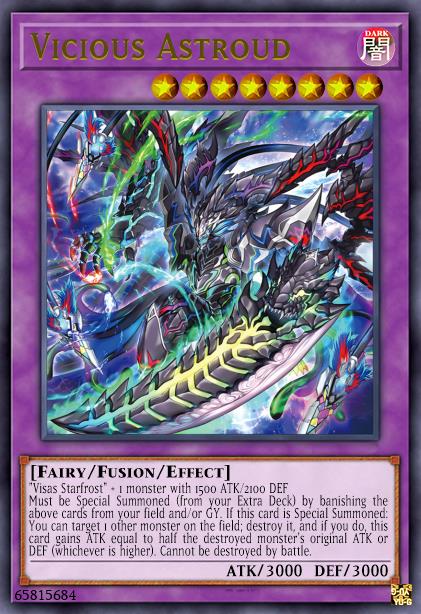 VICIOUS ASTROUD
DARK
闇
[FAIRY/FUSION/EFFECT]
"Visas Starfrost" + 1 monster with 1500 ATK/2100 DEF
Must be Special Summoned (from your Extra Deck) by banishing the
above cards from your field and/or GY. If this card is Special Summoned:
You can target 1 other monster on the field; destroy it, and if you do, this
card gains ATK equal to half the destroyed monster's original ATK or
DEF (whichever is higher). Cannot be destroyed by battle.
ATK/3000 DEF/3000
65815684